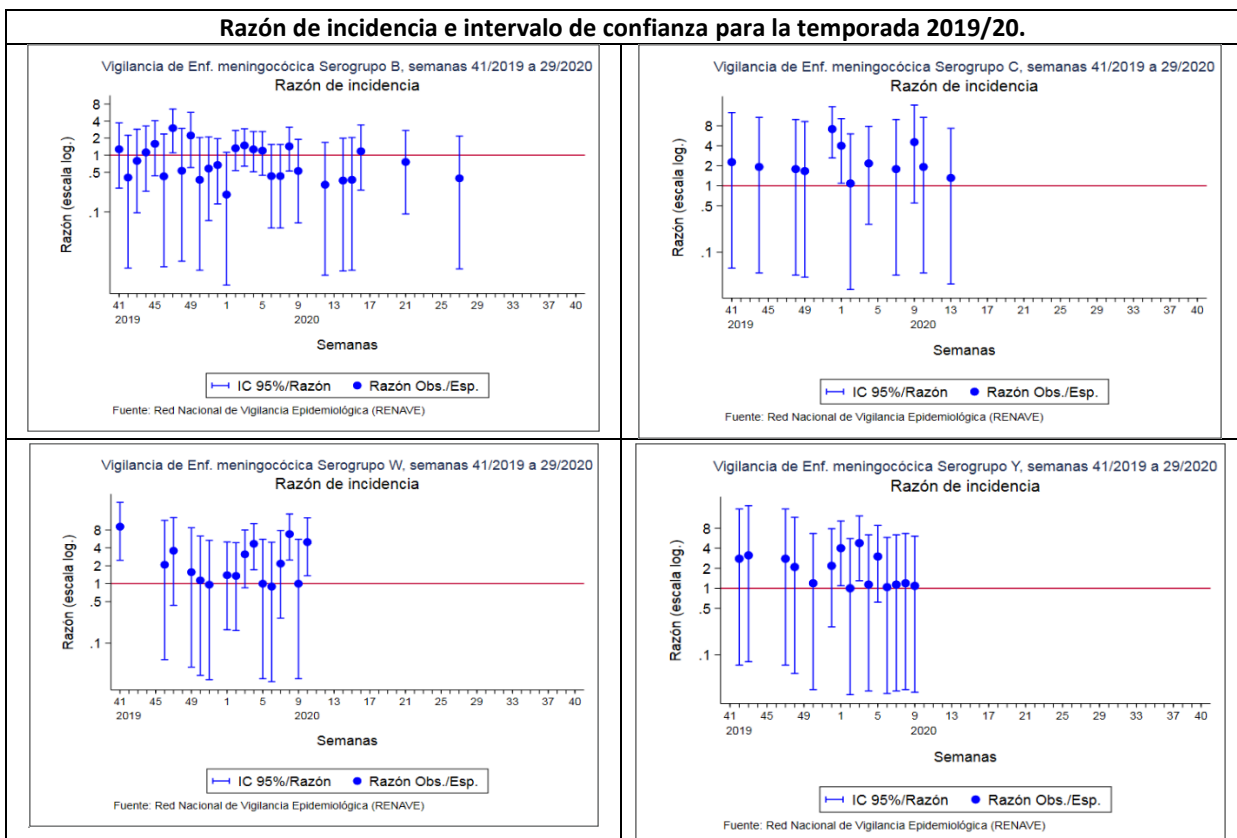 Razón de incidencia e intervalo de confianza para la temporada 2019/20.
Vigilancia de Enf. meningocócica Serogrupo B, semanas 41/2019 a 29/2020
Razón de incidencia
Razón (escala log.)
8
4
2
1
.5
.1
41 45 49 1 5 9 13 17 21 25 29 33 37 40
2019 2020
Semanas
IC 95%/Razón Razón Obs./Esp.
Fuente: Red Nacional de Vigilancia Epidemiológica (RENAVE)
Vigilancia de Enf. meningocócica Serogrupo C, semanas 41/2019 a 29/2020
Razón de incidencia
Razón (escala log.)
8
4
2
1
.5
.1
41 45 49 1 5 9 13 17 21 25 29 33 37 40
2019 2020
Semanas
IC 95%/Razón Razón Obs./Esp.
Fuente: Red Nacional de Vigilancia Epidemiológica (RENAVE)
Vigilancia de Enf. meningocócica Serogrupo W, semanas 41/2019 a 29/2020
Razón de incidencia
Razón (escala log.)
8
4
2
1
.5
.1
41 45 49 1 5 9 13 17 21 25 29 33 37 40
2019 2020
Semanas
IC 95%/Razón Razón Obs./Esp.
Fuente: Red Nacional de Vigilancia Epidemiológica (RENAVE)
Vigilancia de Enf. meningocócica Serogrupo Y, semanas 41/2019 a 29/2020
Razón de incidencia
Razón (escala log.)
8
4
2
1
.5
.1
41 45 49 1 5 9 13 17 21 25 29 33 37 40
2019 2020
Semanas
IC 95%/Razón Razón Obs./Esp.
Fuente: Red Nacional de Vigilancia Epidemiológica (RENAVE)